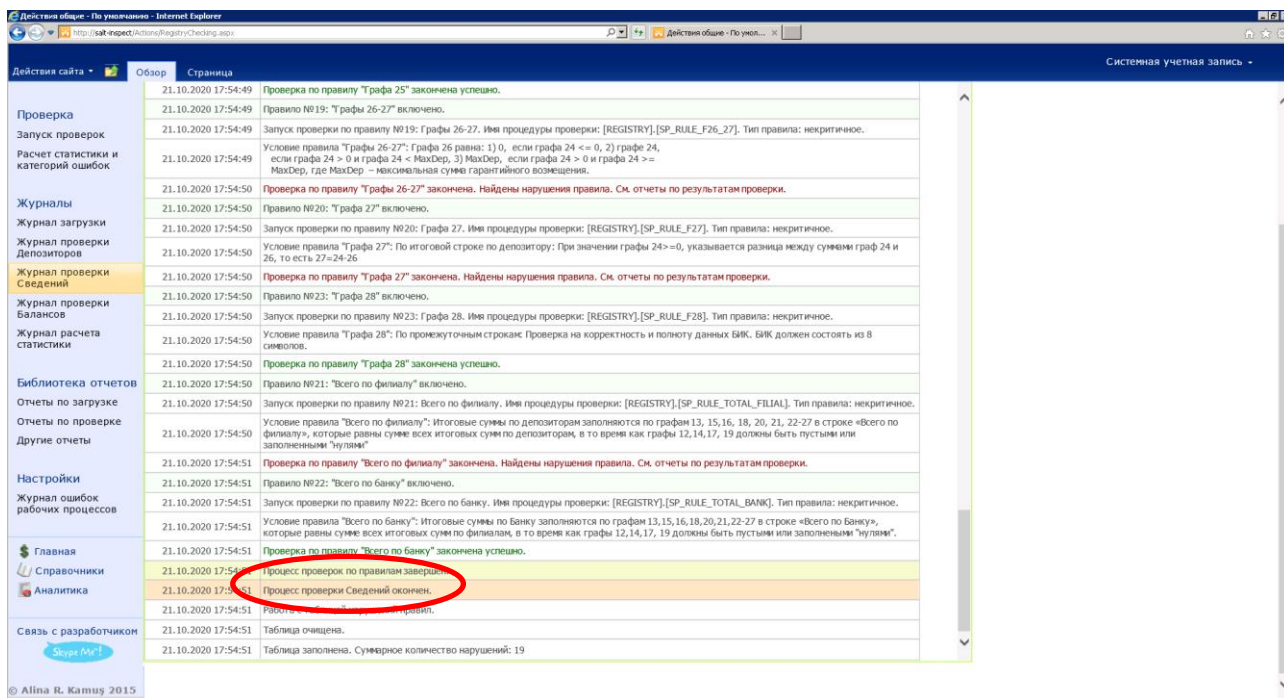 Действия общие - По умолчанию - Internet Explorer
http://salt-inspect/Actions/RegistryChecking.aspx
Действия общие - По умол...
Действия сайта
Обзор
Страница
Системная учетная запись
Проверка
Запуск проверок
Расчет статистики и
категорий ошибок
Журналы
Журнал загрузки
Журнал проверки
Депозиторов
Журнал проверки
Сведений
Журнал проверки
Балансов
Журнал расчета
статистики
Библиотека отчетов
Отчеты по загрузке
Отчеты по проверке
Другие отчеты
Настройки
Журнал ошибок
рабочих процессов
Главная
Справочники
Аналитика
Связь с разработчиком
Skype Me™!
© Alina R. Kamuş 2015
21.10.2020 17:54:49 Проверка по правилу "Графа 25" закончена успешно.
21.10.2020 17:54:49 Правило №19: "Графы 26-27" включено.
21.10.2020 17:54:49 Запуск проверки по правилу №19: Графы 26-27. Имя процедуры проверки: [REGISTRY].[SP_RULE_F26_27]. Тип правила: некритичное.
21.10.2020 17:54:49 Условие правила "Графы 26-27": Графа 26 равна: 1) 0, если графа 24 <= 0, 2) графе 24,
если графа 24 > 0 и графа 24 < MaxDep, 3) MaxDep, если графа 24 > 0 и графа 24 >=
MaxDep, где MaxDep – максимальная сумма гарантийного возмещения.
21.10.2020 17:54:50 Проверка по правилу "Графы 26-27" закончена. Найдены нарушения правила. См. отчеты по результатам проверки.
21.10.2020 17:54:50 Правило №20: "Графа 27" включено.
21.10.2020 17:54:50 Запуск проверки по правилу №20: Графа 27. Имя процедуры проверки: [REGISTRY].[SP_RULE_F27]. Тип правила: некритичное.
21.10.2020 17:54:50 Условие правила "Графа 27": По итоговой строке по депозитору: При значении графы 24>=0, указывается разница между суммами граф 24 и
26, то есть 27=24-26
21.10.2020 17:54:50 Проверка по правилу "Графа 27" закончена. Найдены нарушения правила. См. отчеты по результатам проверки.
21.10.2020 17:54:50 Правило №23: "Графа 28" включено.
21.10.2020 17:54:50 Запуск проверки по правилу №23: Графа 28. Имя процедуры проверки: [REGISTRY].[SP_RULE_F28]. Тип правила: некритичное.
21.10.2020 17:54:50 Условие правила "Графа 28": По промежуточным строкам: Проверка на корректность и полноту данных БИК. БИК должен состоять из 8
символов.
21.10.2020 17:54:50 Проверка по правилу "Графа 28" закончена успешно.
21.10.2020 17:54:50 Правило №21: "Всего по филиалу" включено.
21.10.2020 17:54:50 Запуск проверки по правилу №21: Всего по филиалу. Имя процедуры проверки: [REGISTRY].[SP_RULE_TOTAL_FILIAL]. Тип правила: некритичное.
21.10.2020 17:54:50 Условие правила "Всего по филиалу": Итоговые суммы по депозиторам заполняются по графам 13, 15,16, 18, 20, 21, 22-27 в строке «Всего по
филиалу», которые равны сумме всех итоговых сумм по депозиторам, в то время как графы 12,14,17, 19 должны быть пустыми или
заполненными "нулями"
21.10.2020 17:54:51 Проверка по правилу "Всего по филиалу" закончена. Найдены нарушения правила. См. отчеты по результатам проверки.
21.10.2020 17:54:51 Правило №22: "Всего по банку" включено.
21.10.2020 17:54:51 Запуск проверки по правилу №22: Всего по банку. Имя процедуры проверки: [REGISTRY].[SP_RULE_TOTAL_BANK]. Тип правила: некритичное.
21.10.2020 17:54:51 Условие правила "Всего по банку": Итоговые суммы по Банку заполняются по графам 13,15,16,18,20,21,22-27 в строке «Всего по Банку»,
которые равны сумме всех итоговых сумм по филиалам, в то время как графы 12,14,17, 19 должны быть пустыми или заполнеными "нулями".
21.10.2020 17:54:51 Проверка по правилу "Всего по банку" закончена успешно.
21.10.2020 17:54:51 Процесс проверок по правилам завершен.
21.10.2020 17:54:51 Процесс проверки Сведений окончен.
21.10.2020 17:54:51 Работа с правил.
21.10.2020 17:54:51 Таблица очищена.
21.10.2020 17:54:51 Таблица заполнена. Суммарное количество нарушений: 19